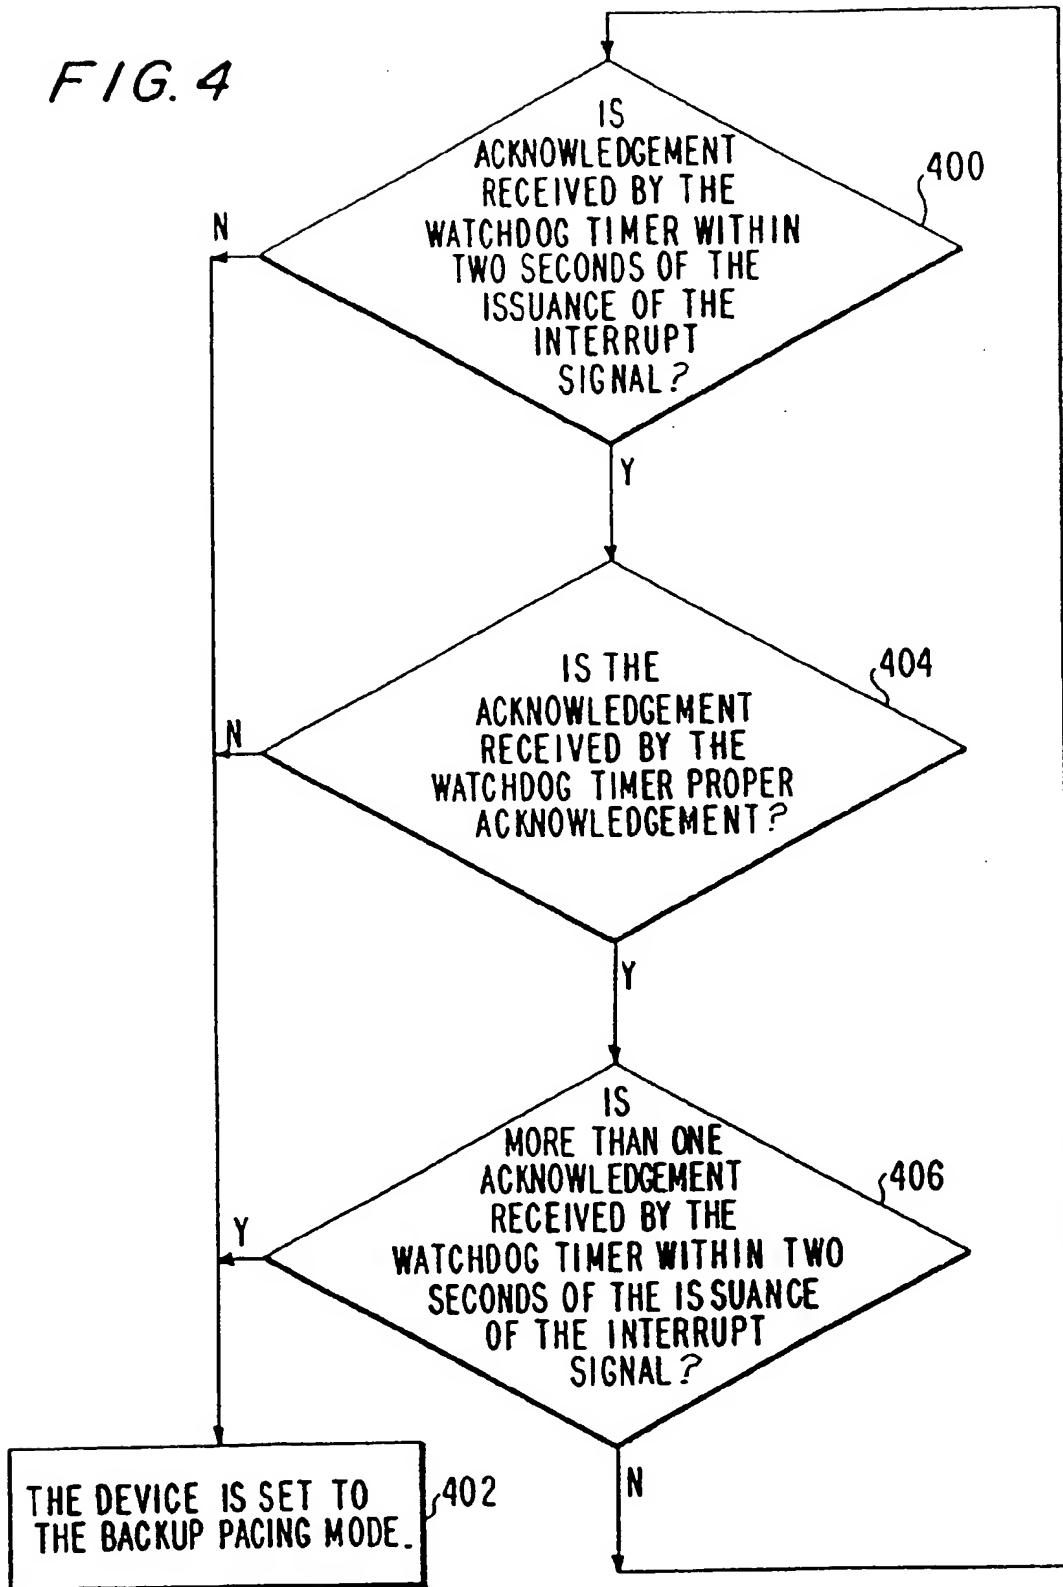 FIG. 4
IS
ACKNOWLEDGEMENT
RECEIVED BY THE
WATCHDOG TIMER WITHIN
TWO SECONDS OF THE
ISSUANCE OF THE
INTERRUPT
SIGNAL?
400
N
Y
IS THE
ACKNOWLEDGEMENT
RECEIVED BY THE
WATCHDOG TIMER PROPER
ACKNOWLEDGEMENT?
404
N
Y
IS
MORE THAN ONE
ACKNOWLEDGEMENT
RECEIVED BY THE
WATCHDOG TIMER WITHIN TWO
SECONDS OF THE ISSUANCE
OF THE INTERRUPT
SIGNAL?
406
Y
N
THE DEVICE IS SET TO
THE BACKUP PACING MODE.
402